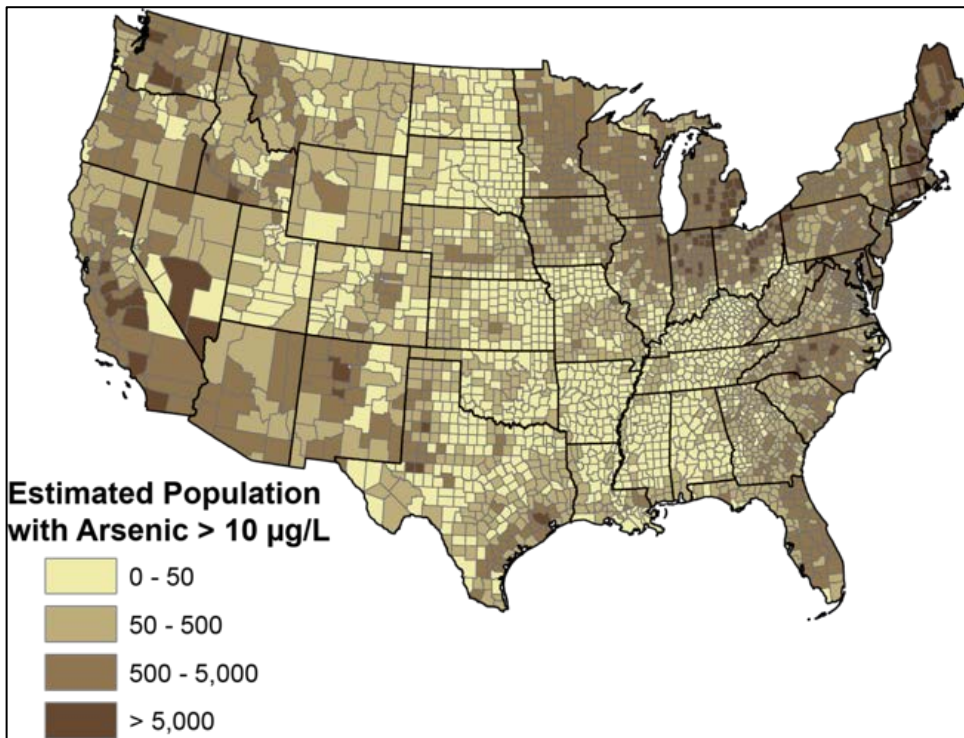 Estimated Population
with Arsenic > 10 µg/L
0 - 50
50 - 500
500 - 5,000
> 5,000